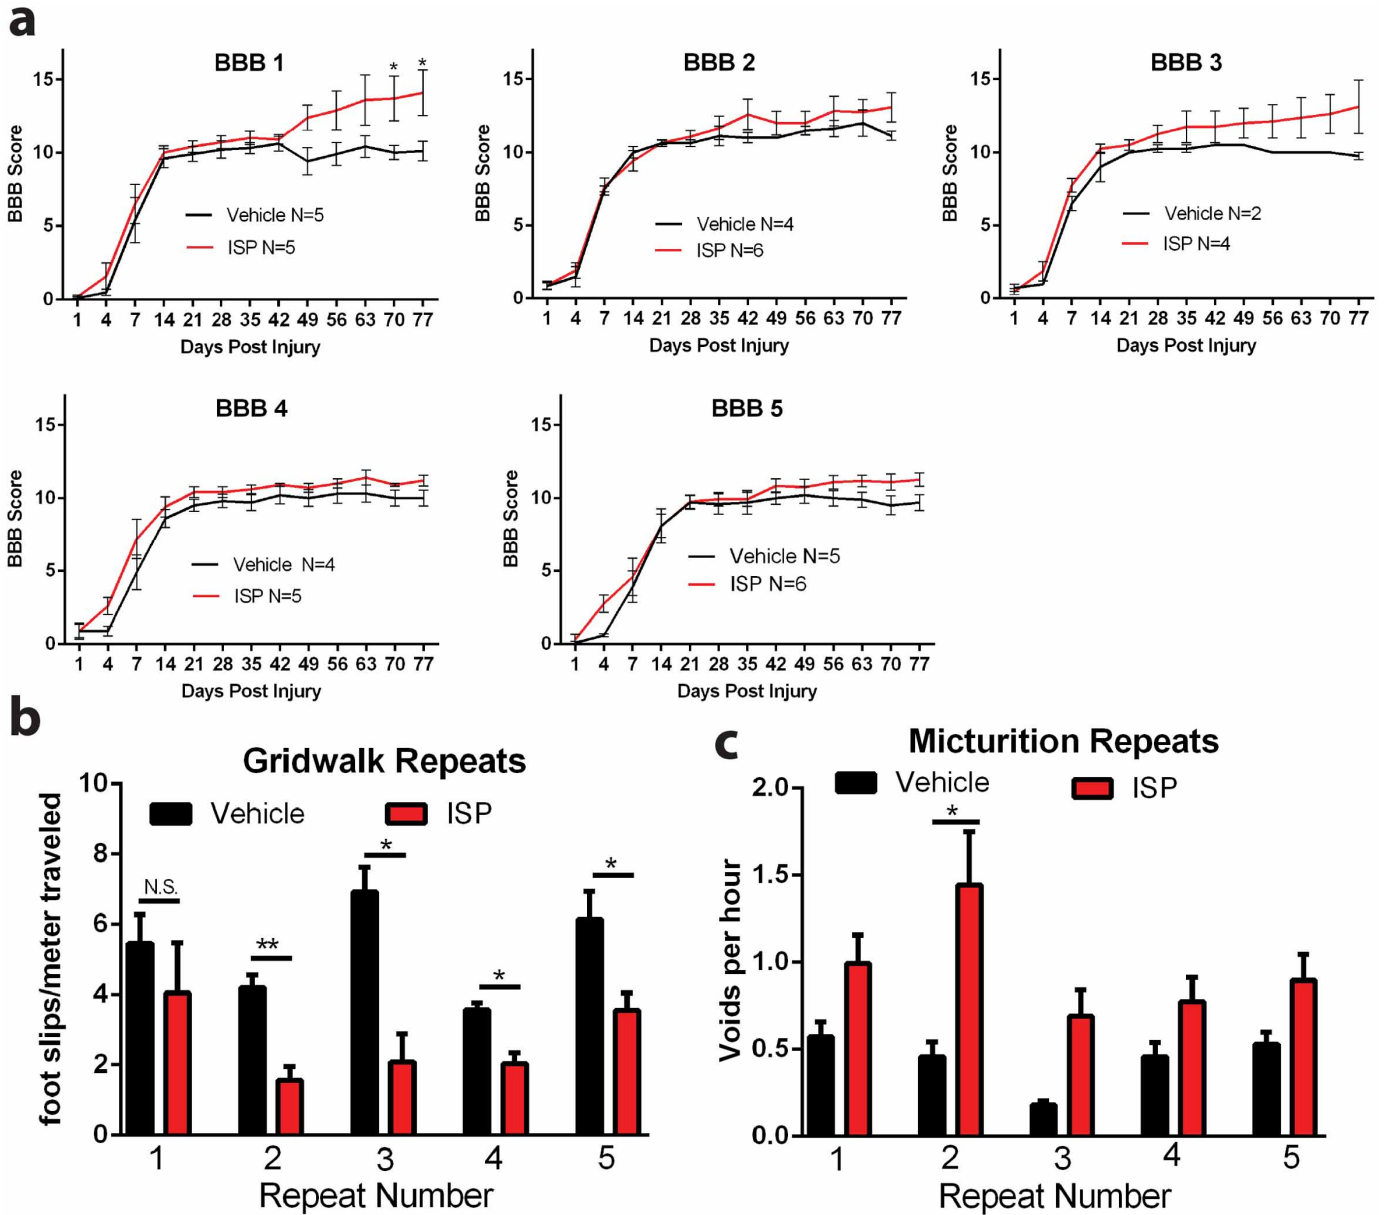 a
BBB 1
BBB Score
15
10
5
0
* *
Vehicle N=5
ISP N=5
1 4 7 14 21 28 35 42 49 56 63 70 77
Days Post Injury
BBB 2
BBB Score
15
10
5
0
Vehicle N=4
ISP N=6
1 4 7 14 21 28 35 42 49 56 63 70 77
Days Post Injury
BBB 3
BBB Score
15
10
5
0
Vehicle N=2
ISP N=4
1 4 7 14 21 28 35 42 49 56 63 70 77
Days Post Injury
BBB 4
BBB Score
15
10
5
0
Vehicle N=4
ISP N=5
1 4 7 14 21 28 35 42 49 56 63 70 77
Days Post Injury
BBB 5
BBB Score
15
10
5
0
Vehicle N=5
ISP N=6
1 4 7 14 21 28 35 42 49 56 63 70 77
Days Post Injury
b
Gridwalk Repeats
Vehicle ISP
foot slips/meter traveled
10
8
6
4
2
0
N.S.
**
*
*
*
1 2 3 4 5
Repeat Number
c
Micturition Repeats
Vehicle ISP
Voids per hour
2.0
1.5
1.0
0.5
0.0
*
1 2 3 4 5
Repeat Number